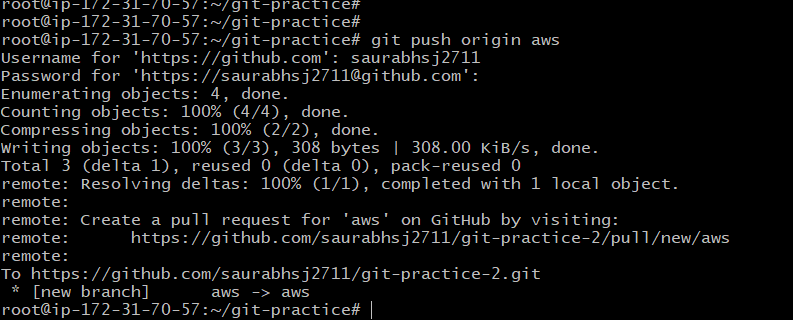 root@ip-172-31-70-57:~/git-practice#
root@ip-172-31-70-57:~/git-practice#
root@ip-172-31-70-57:~/git-practice# git push origin aws
Username for 'https://github.com': saurabhsj2711
Password for 'https://saurabhsj2711@github.com':
Enumerating objects: 4, done.
Counting objects: 100% (4/4), done.
Compressing objects: 100% (2/2), done.
Writing objects: 100% (3/3), 308 bytes | 308.00 KiB/s, done.
Total 3 (delta 1), reused 0 (delta 0), pack-reused 0
remote: Resolving deltas: 100% (1/1), completed with 1 local object.
remote:
remote: Create a pull request for 'aws' on GitHub by visiting:
remote:      https://github.com/saurabhsj2711/git-practice-2/pull/new/aws
remote:
To https://github.com/saurabhsj2711/git-practice-2.git
 * [new branch]      aws -> aws
root@ip-172-31-70-57:~/git-practice#